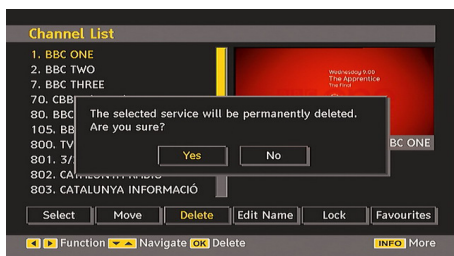 Channel List
1. BBC ONE
2. BBC TWO
7. BBC THREE
70. CBB
80. BBC
105. BB
800. TV
801. 3/
802.
803. CATALUNYA INFORMACIÓ
Wednesday 9:00
The Apprentice
The Final
BBC ONE
The selected service will be permanently deleted.
Are you sure?
Yes No
Select Move Delete Edit Name Lock Favourites
Function Navigate OK Delete INFO More